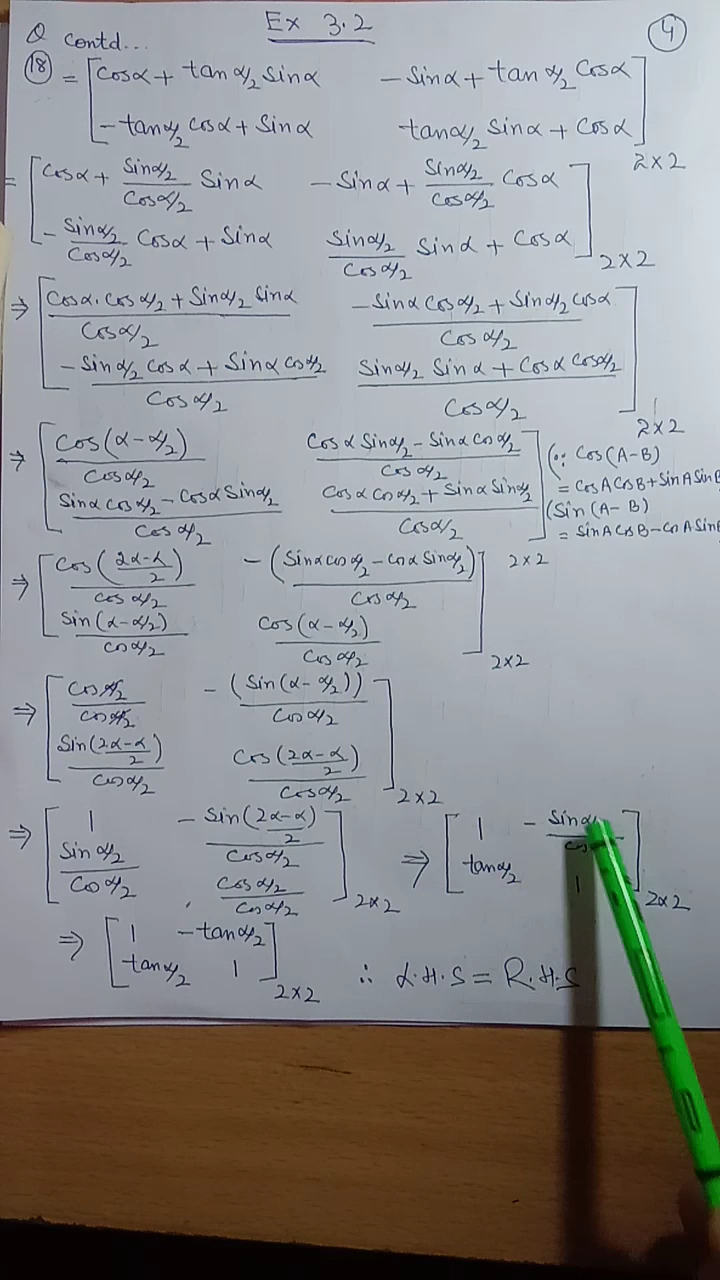 Ex 3.2
④
Q contd...
⑱ = [cosα + tan α/2 sinα   - sinα + tan α/2 cosα
- tan α/2 cosα + sinα   tan α/2 sinα + cosα] 2×2
= [cosα + sin α/2 / cos α/2 sinα   - sinα + sin α/2 / cos α/2 cosα
- sin α/2 / cos α/2 cosα + sinα   sin α/2 / cos α/2 sinα + cosα] 2×2
⇒ [cosα.cos α/2 + sin α/2 sinα / cos α/2   - sinα cos α/2 + sin α/2 cosα / cos α/2
- sin α/2 cosα + sinα cos α/2 / cos α/2   sin α/2 sinα + cosα cos α/2 / cos α/2] 2×2
⇒ [cos(α - α/2) / cos α/2   cosα sin α/2 - sinα cos α/2 / cos α/2
sinα cos α/2 - cosα sin α/2 / cos α/2   cosα cos α/2 + sinα sin α/2 / cos α/2] 2×2
(∵ cos(A-B)
= cosA cosB + sinA sinB
(sin(A-B)
= sinA cosB - cosA sin
⇒ [cos(2α-α / 2) / cos α/2   - (sinα cos α/2 - cosα sin α/2) / cos α/2
sin(α - α/2) / cos α/2   cos(α - α/2) / cos α/2] 2×2
⇒ [cos α/2 / cos α/2   - (sin(α - α/2)) / cos α/2
sin(2α-α / 2) / cos α/2   cos(2α-α / 2) / cos α/2] 2×2
⇒ [1   - sin(2α-α / 2) / cos α/2
sin α/2 / cos α/2   cos α/2 / cos α/2] 2×2
⇒ [1   - sin α
tan α/2   1] 2×2
⇒ [1   - tan α/2
tan α/2   1] 2×2
∴ L.H.S = R.H.S